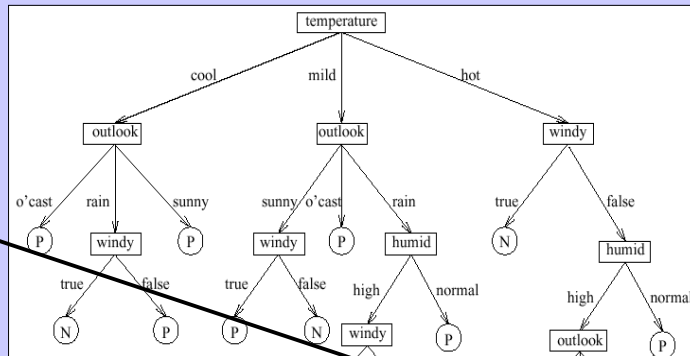 temperature
cool mild hot
outlook outlook windy
o'cast rain sunny sunny o'cast rain true false
P windy P windy P humid N humid
true false true false high normal high normal
N P P N windy P outlook P